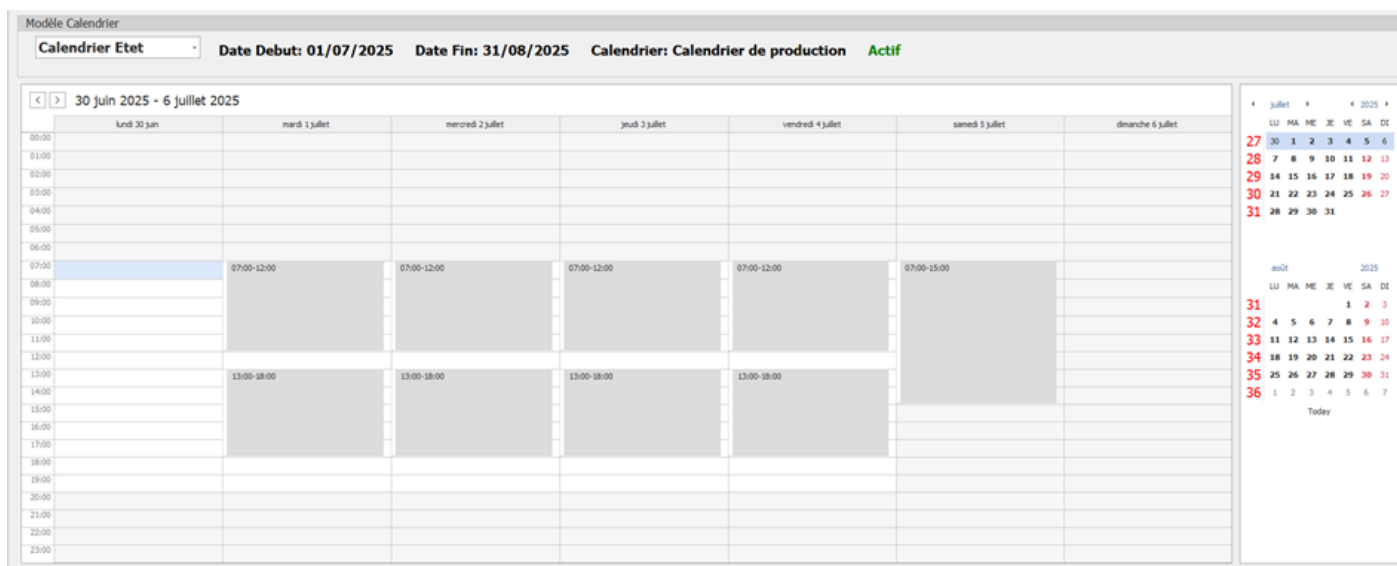 Modèle Calendrier
Calendrier Etet Date Debut: 01/07/2025 Date Fin: 31/08/2025 Calendrier: Calendrier de production Actif
30 juin 2025 - 6 juillet 2025
lundi 30 juin mardi 1 juillet mercredi 2 juillet jeudi 3 juillet vendredi 4 juillet samedi 5 juillet dimanche 6 juillet
00:00
01:00
02:00
03:00
04:00
05:00
06:00
07:00 07:00-12:00 07:00-12:00 07:00-12:00 07:00-12:00 07:00-15:00
08:00
09:00
10:00
11:00
12:00
13:00 13:00-18:00 13:00-18:00 13:00-18:00 13:00-18:00
14:00
15:00
16:00
17:00
18:00
19:00
20:00
21:00
22:00
23:00
juillet 2025
LU MA ME JE VE SA DI
27 30 1 2 3 4 5 6
28 7 8 9 10 11 12 13
29 14 15 16 17 18 19 20
30 21 22 23 24 25 26 27
31 28 29 30 31
août 2025
LU MA ME JE VE SA DI
31 1 2 3
32 4 5 6 7 8 9 10
33 11 12 13 14 15 16 17
34 18 19 20 21 22 23 24
35 25 26 27 28 29 30 31
36 1 2 3 4 5 6 7
Today